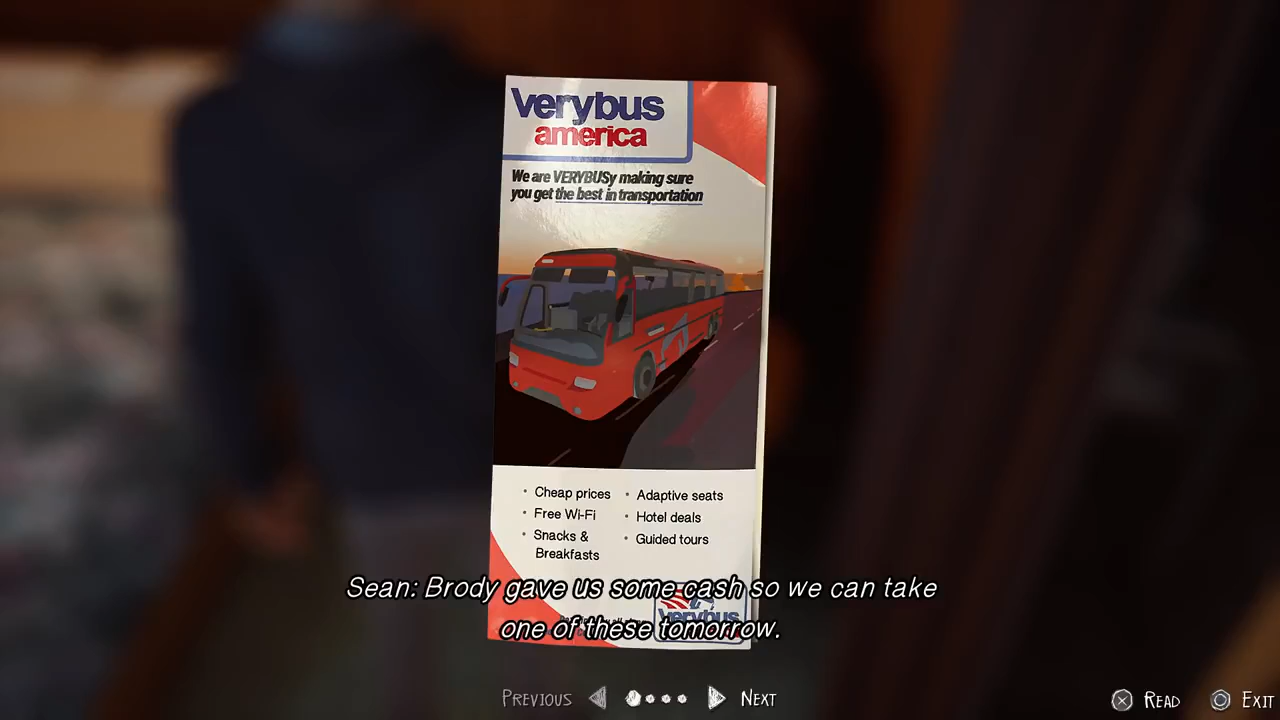 verybus
america
We are VERYBUSy making sure
you get the best in transportation
• Cheap prices
• Free Wi-Fi
• Snacks &
Breakfasts
• Adaptive seats
• Hotel deals
• Guided tours
verybus
Sean: Brody gave us some cash so we can take
one of these tomorrow.
Previous
Next
Read
Exit